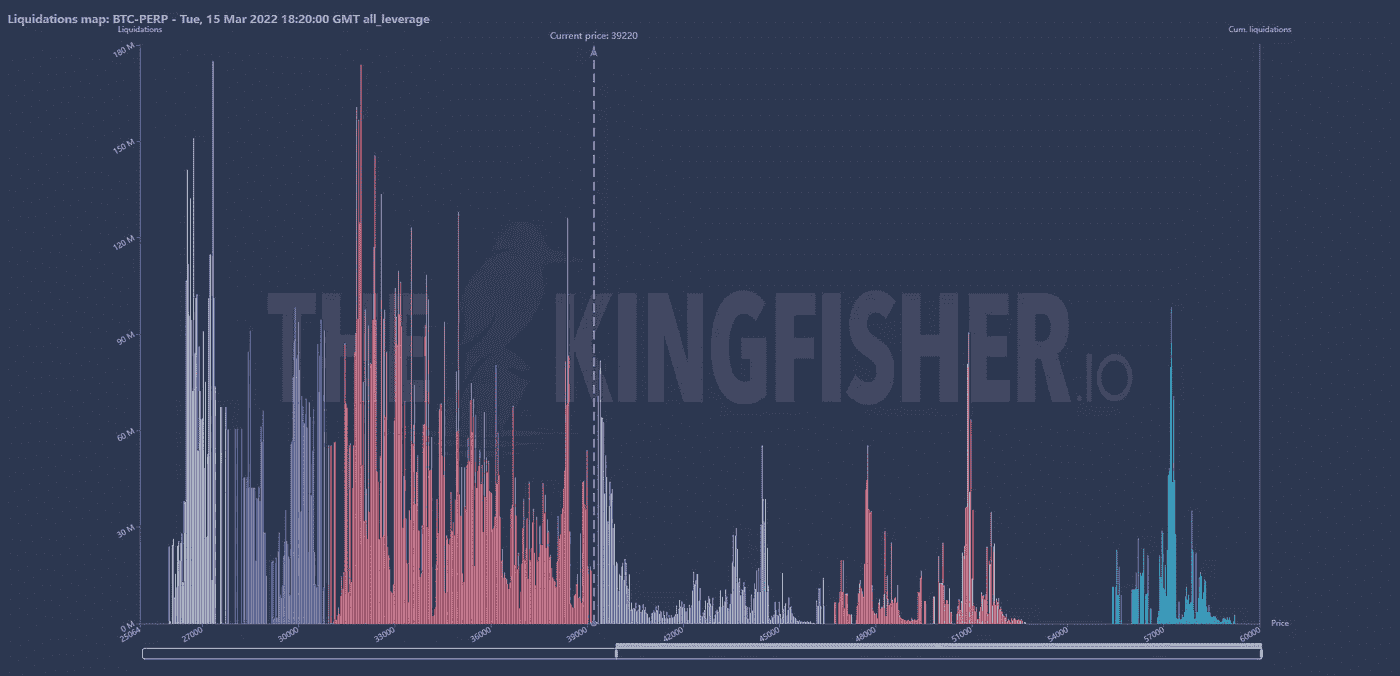 Liquidations map: BTC-PERP - Tue, 15 Mar 2022 18:20:00 GMT all_leverage
Liquidations
Current price: 39220
Cum. liquidations
180 M
150 M
120 M
90 M
60 M
30 M
0 M
THE KINGFISHER.IO
25064 27000 30000 33000 36000 39000 42000 45000 48000 51000 54000 57000 60000
Price